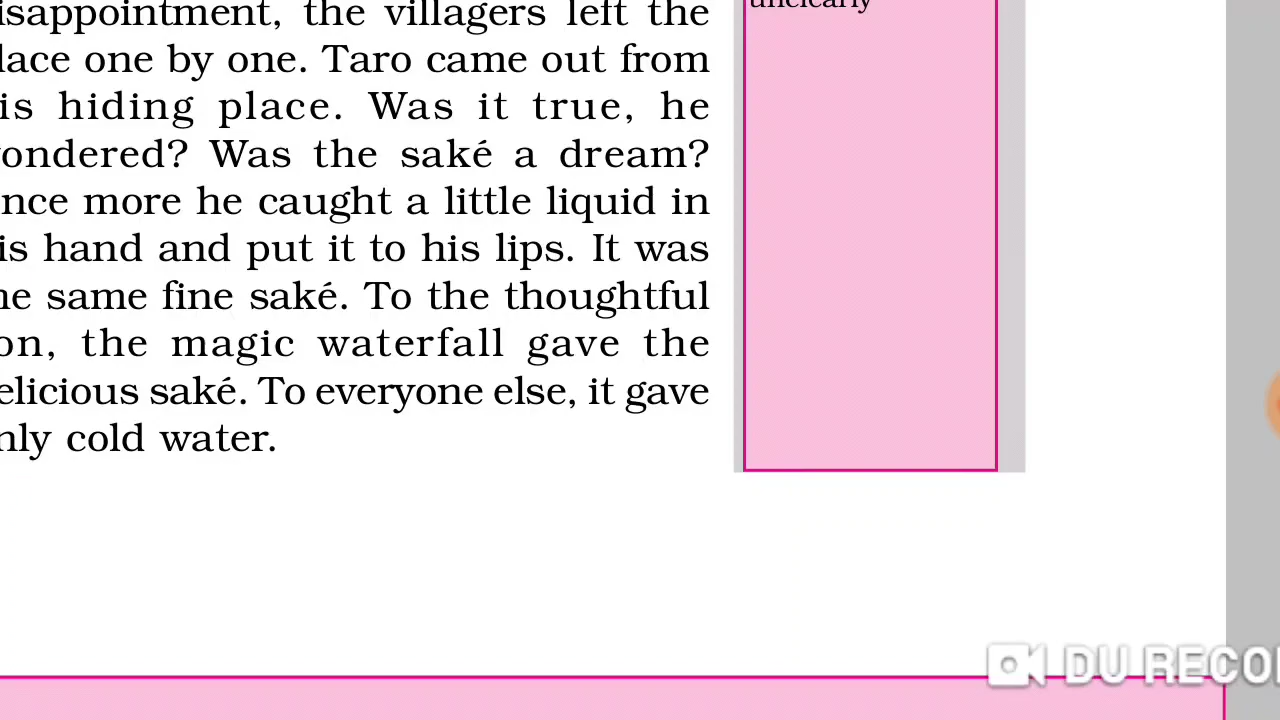 isappointment, the villagers left the
lace one by one. Taro came out from
is hiding place. Was it true, he
ondered? Was the saké a dream?
nce more he caught a little liquid in
is hand and put it to his lips. It was
he same fine saké. To the thoughtful
on, the magic waterfall gave the
elicious saké. To everyone else, it gave
nly cold water.
unclearly
DU RECO